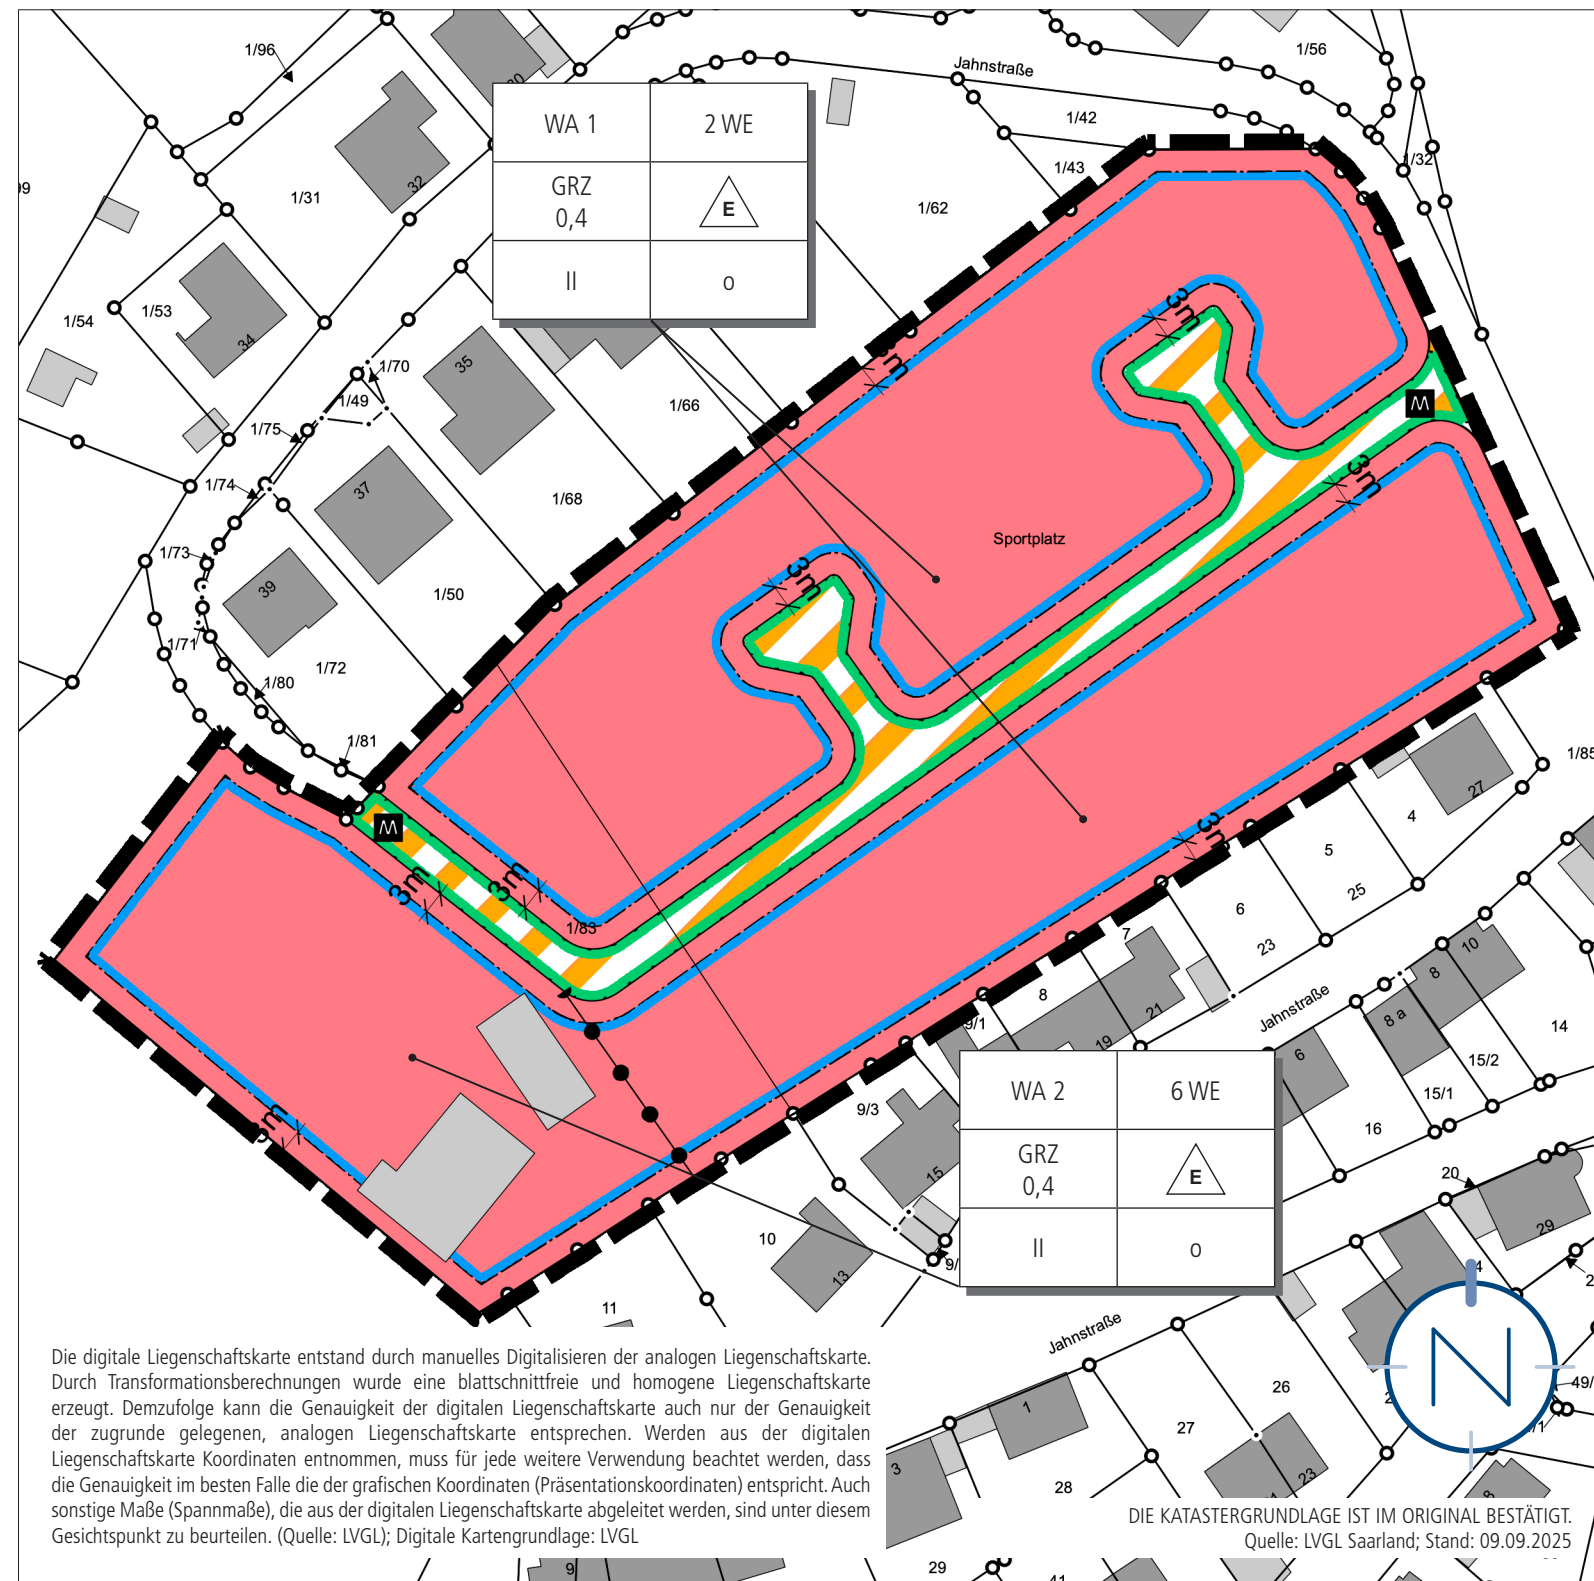 1/96
Jahnstraße
1/56
30
WA 1
2 WE
1/42
GRZ
0,4
E
II
o
1/43
1/32
1/31
32
1/62
1/54
1/53
34
3m
3m
1/70
35
1/49
1/66
1/75
1/74
37
1/68
3m
Sportplatz
1/73
39
1/50
3m
1/71
1/72
1/80
1/81
27
1/85
4
3m
5
25
3m
3m
6
23
1/83
7
8
10
8
8 a
Jahnstraße
14
9/1
21
19
6
15/2
15/1
16
WA 2
6 WE
GRZ
0,4
E
II
o
9/3
15
3m
20
29
10
13
9/
11
Jahnstraße
Die digitale Liegenschaftskarte entstand durch manuelles Digitalisieren der analogen Liegenschaftskarte.
Durch Transformationsberechnungen wurde eine blattschnittfreie und homogene Liegenschaftskarte
erzeugt. Demzufolge kann die Genauigkeit der digitalen Liegenschaftskarte auch nur der Genauigkeit
der zugrunde gelegenen, analogen Liegenschaftskarte entsprechen. Werden aus der digitalen
Liegenschaftskarte Koordinaten entnommen, muss für jede weitere Verwendung beachtet werden, dass
die Genauigkeit im besten Falle die der grafischen Koordinaten (Präsentationskoordinaten) entspricht. Auch
sonstige Maße (Spannmaße), die aus der digitalen Liegenschaftskarte abgeleitet werden, sind unter diesem
Gesichtspunkt zu beurteilen. (Quelle: LVGL); Digitale Kartengrundlage: LVGL
N
26
49/
1
27
3
28
23
DIE KATASTERGRUNDLAGE IST IM ORIGINAL BESTÄTIGT.
Quelle: LVGL Saarland; Stand: 09.09.2025
9
29
41